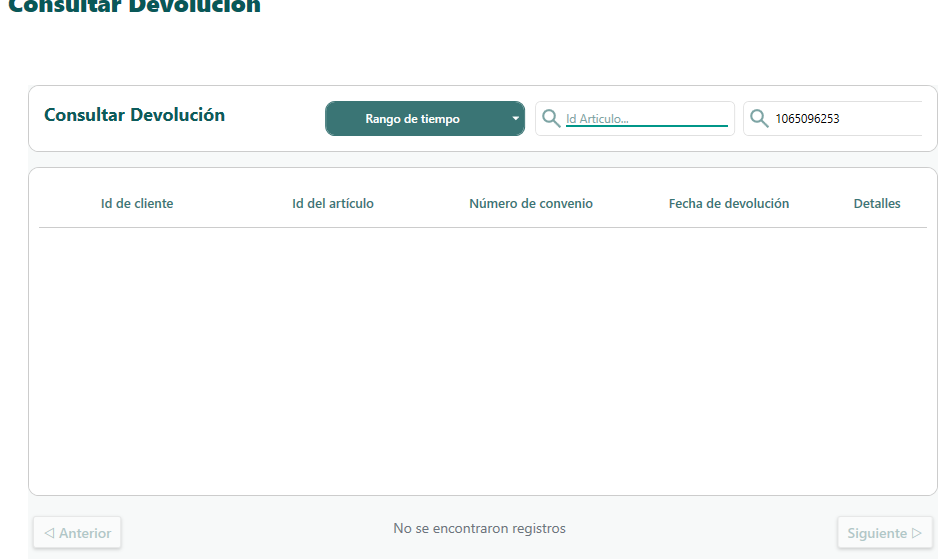 Consultar Devolución
Consultar Devolución
Rango de tiempo
Id Articulo...
1065096253
Id de cliente
Id del artículo
Número de convenio
Fecha de devolución
Detalles
Anterior
No se encontraron registros
Siguiente